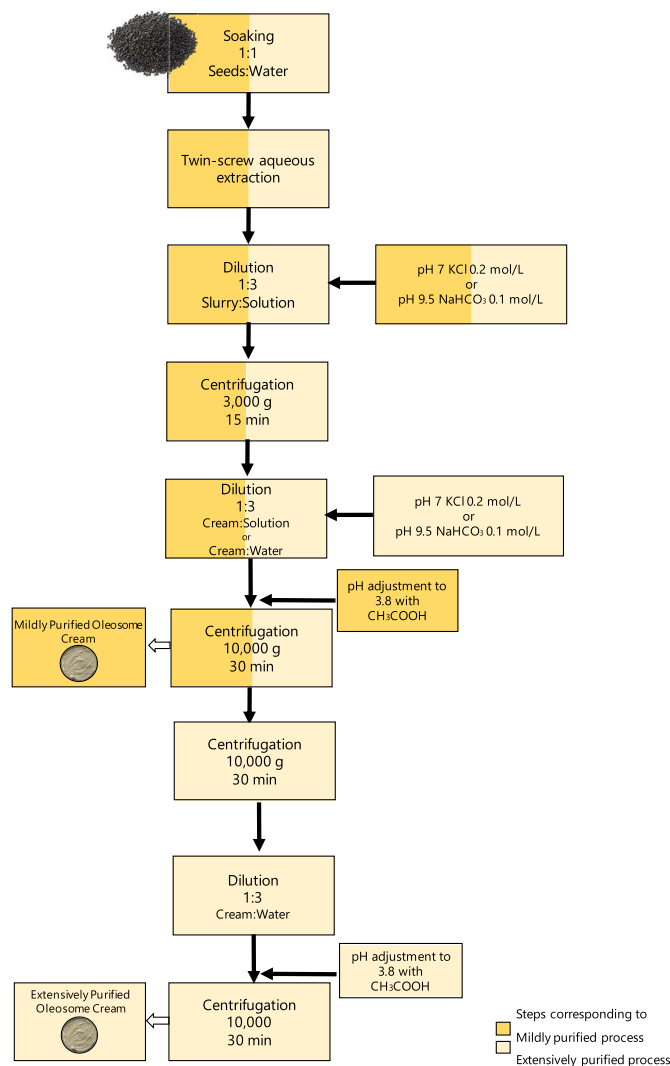 Soaking
1:1
Seeds:Water
Twin-screw aqueous
extraction
Dilution
1:3
Slurry:Solution
pH 7 KCl 0.2 mol/L
or
pH 9.5 NaHCO₃ 0.1 mol/L
Centrifugation
3,000 g
15 min
Dilution
1:3
Cream:Solution
or
Cream:Water
pH 7 KCl 0.2 mol/L
or
pH 9.5 NaHCO₃ 0.1 mol/L
pH adjustment to
3.8 with
CH₃COOH
Mildly Purified Oleosome
Cream
Centrifugation
10,000 g
30 min
Centrifugation
10,000 g
30 min
Dilution
1:3
Cream:Water
pH adjustment to
3.8 with
CH₃COOH
Extensively Purified
Oleosome Cream
Centrifugation
10,000
30 min
Steps corresponding to
Mildly purified process
Extensively purified process